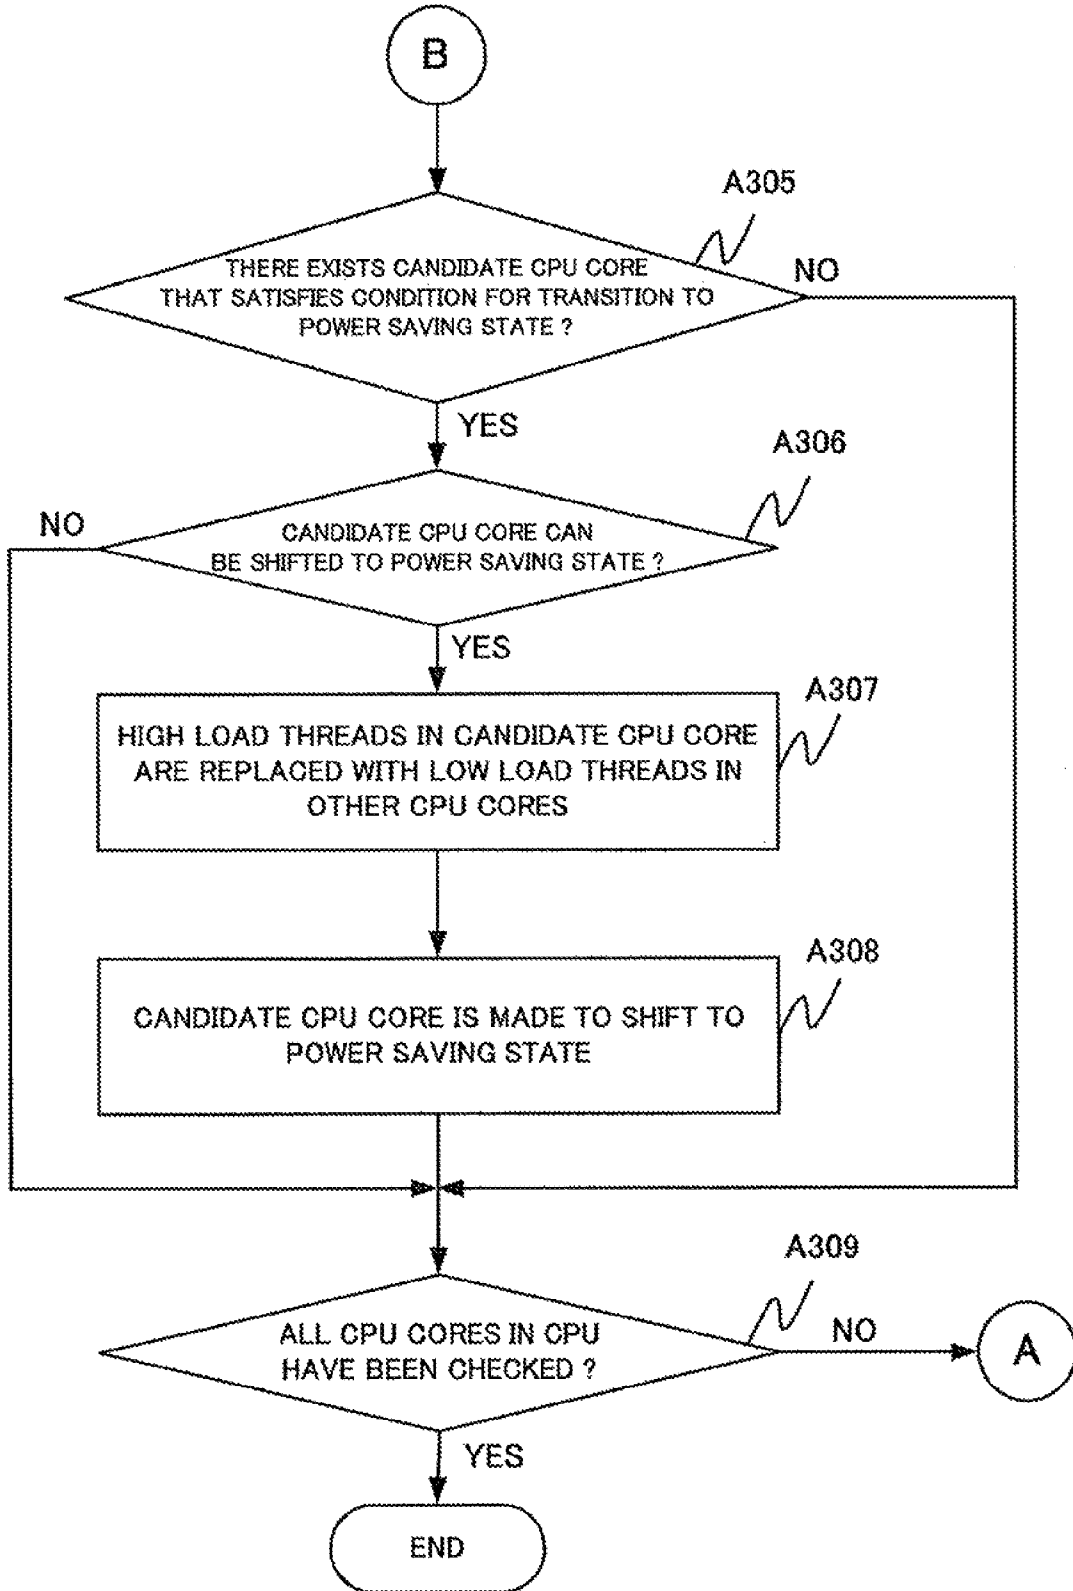 B
A305
THERE EXISTS CANDIDATE CPU CORE
THAT SATISFIES CONDITION FOR TRANSITION TO
POWER SAVING STATE ?
NO
YES
A306
NO
CANDIDATE CPU CORE CAN
BE SHIFTED TO POWER SAVING STATE ?
YES
A307
HIGH LOAD THREADS IN CANDIDATE CPU CORE
ARE REPLACED WITH LOW LOAD THREADS IN
OTHER CPU CORES
A308
CANDIDATE CPU CORE IS MADE TO SHIFT TO
POWER SAVING STATE
A309
ALL CPU CORES IN CPU
HAVE BEEN CHECKED ?
NO
A
YES
END